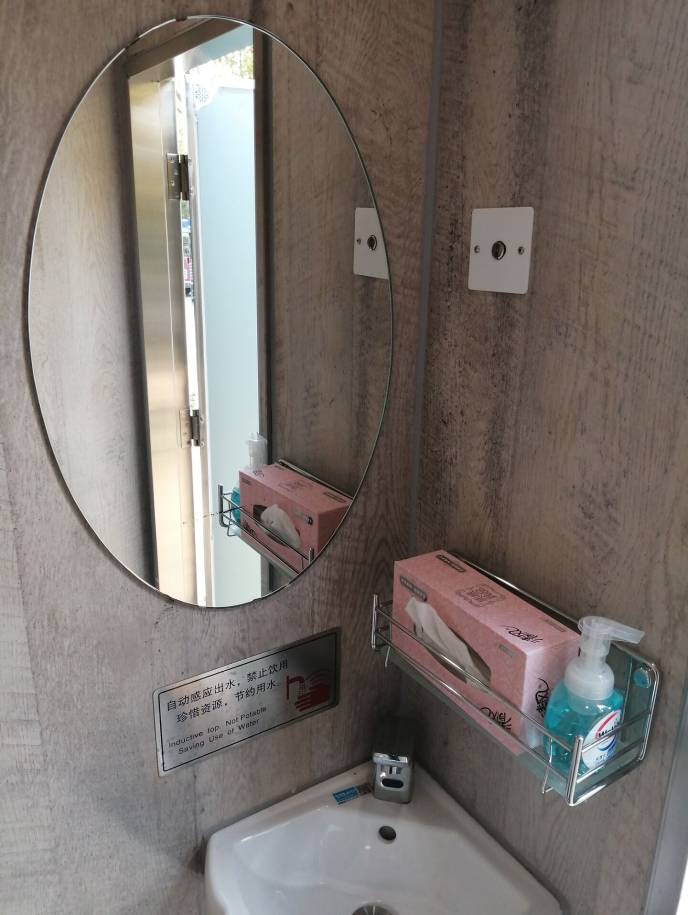 自动感应出水，禁止饮用
珍惜资源，节约用水
Inductive Iop, Not Potable
Saving Use of Water